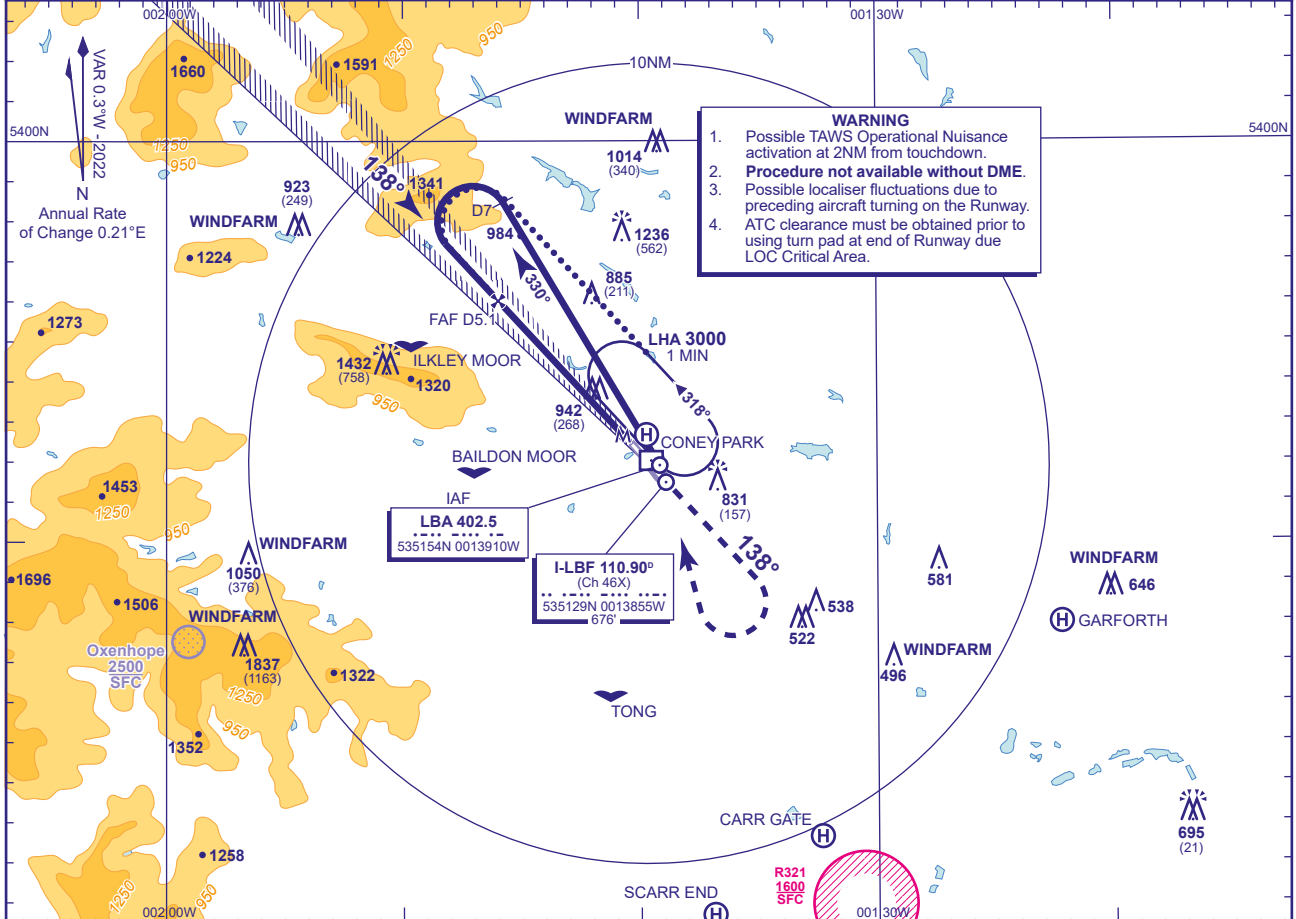 002°00'W
001°30'W
950
1250
10NM
1591
1660
VAR 0.3°W - 2022
N
Annual Rate
of Change 0.21°E
5400N
5400N
1250
950
WINDFARM
1014
(340)
WARNING
1. Possible TAWS Operational Nuisance
activation at 2NM from touchdown.
2. Procedure not available without DME.
3. Possible localiser fluctuations due to
preceding aircraft turning on the Runway.
4. ATC clearance must be obtained prior to
using turn pad at end of Runway due
LOC Critical Area.
138°
1341
D7
984
923
(249)
WINDFARM
1224
1236
(562)
885
(211)
330°
FAF D5.1
1273
LHA 3000
1 MIN
1432
(758)
ILKLEY MOOR
1320
950
318°
942
(268)
H
CONEY PARK
BAILDON MOOR
IAF
831
(157)
LBA 402.5
535154N 0013910W
I-LBF 110.90D
(Ch 46X)
535129N 0013855W
676'
138°
1453
1250
950
WINDFARM
1050
(376)
1696
1506
WINDFARM
1837
(1163)
1250
950
Oxenhope
2500
SFC
1322
1352
538
522
581
WINDFARM
646
H
GARFORTH
WINDFARM
496
TONG
695
(21)
CARR GATE
H
R321
1600
SFC
SCARR END
H
1258
950
1250
002°00'W
001°30'W